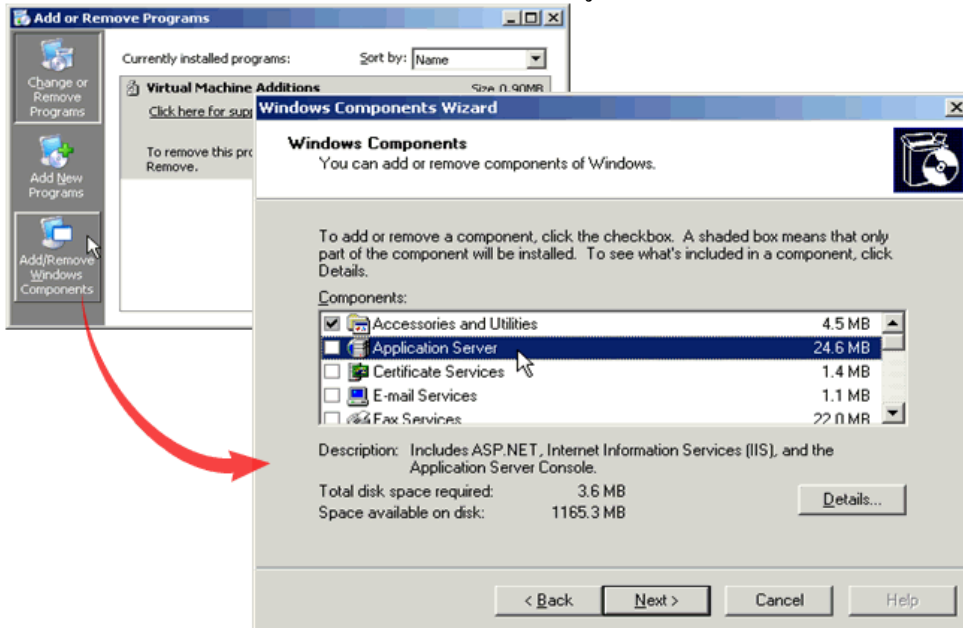 Add or Remove Programs
Change or
Remove
Programs
Add New
Programs
Add/Remove
Windows
Components
Currently installed programs:
Sort by: Name
Virtual Machine Additions Size 0.90MB
Click here for supp
To remove this pro
Remove.
Windows Components Wizard
Windows Components
You can add or remove components of Windows.
To add or remove a component, click the checkbox. A shaded box means that only
part of the component will be installed. To see what's included in a component, click
Details.
Components:
Accessories and Utilities 4.5 MB
Application Server 24.6 MB
Certificate Services 1.4 MB
E-mail Services 1.1 MB
Fax Services 22.0 MB
Description: Includes ASP.NET, Internet Information Services (IIS), and the
Application Server Console.
Total disk space required: 3.6 MB
Space available on disk: 1165.3 MB
Details...
< Back Next > Cancel Help